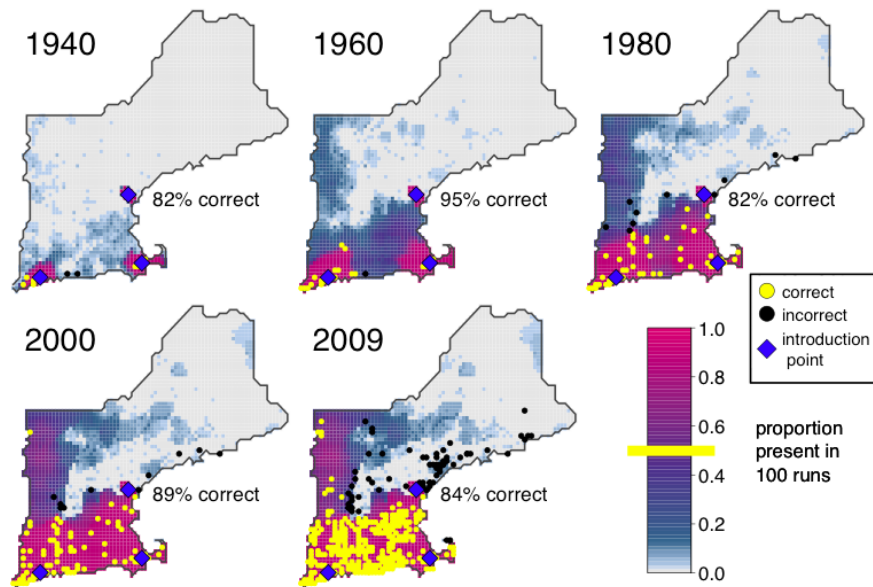 1940
82% correct
1960
95% correct
1980
82% correct
2000
89% correct
2009
84% correct
correct
incorrect
introduction
point
1.0
0.8
0.6
0.4
0.2
0.0
proportion
present in
100 runs